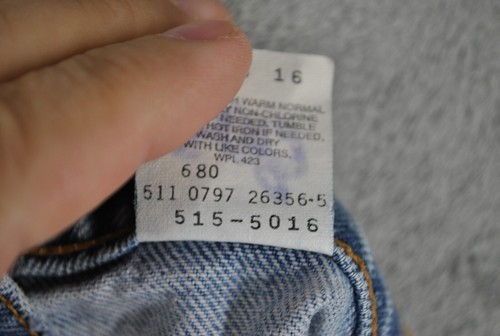 16
WARM NORMAL
NON-CHLORINE
NEEDED, TUMBLE
HOT IRON IF NEEDED,
WASH AND DRY
WITH LIKE COLORS.
WPL 423
680
511 0797 26356-5
515-5016